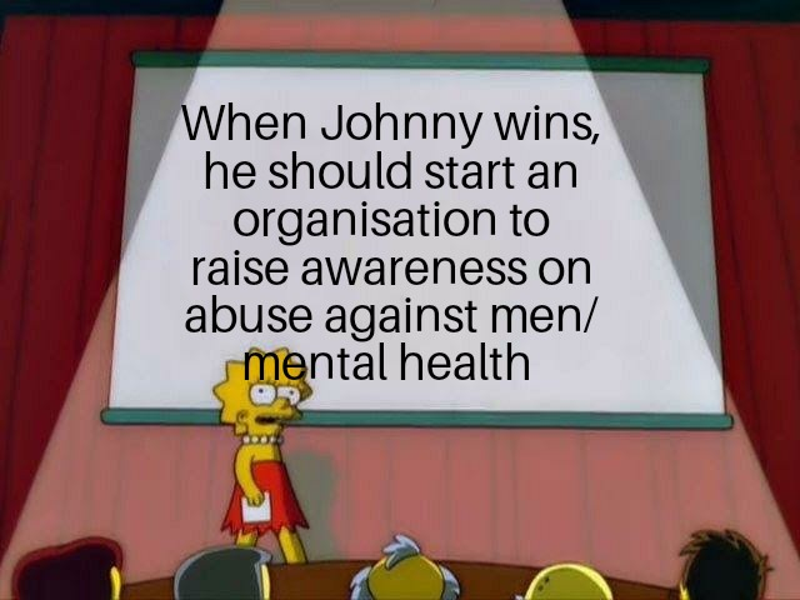 When Johnny wins,
he should start an
organisation to
raise awareness on
abuse against men/
mental health